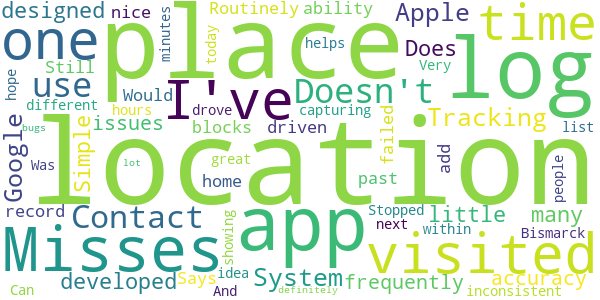 designed nice Routinely ability Apple time
one place minutes today helps Does Very log
Still use Would I've Doesn't
different hope hours drove capturing Tracking list
Google Simple issues blocks driven failed add
bugs Was lot great home past people
location
record Contact app Stopped next little many
Misses showing within Bismarck
visited
developed Says idea System frequently accuracy
Can And definitely inconsistent